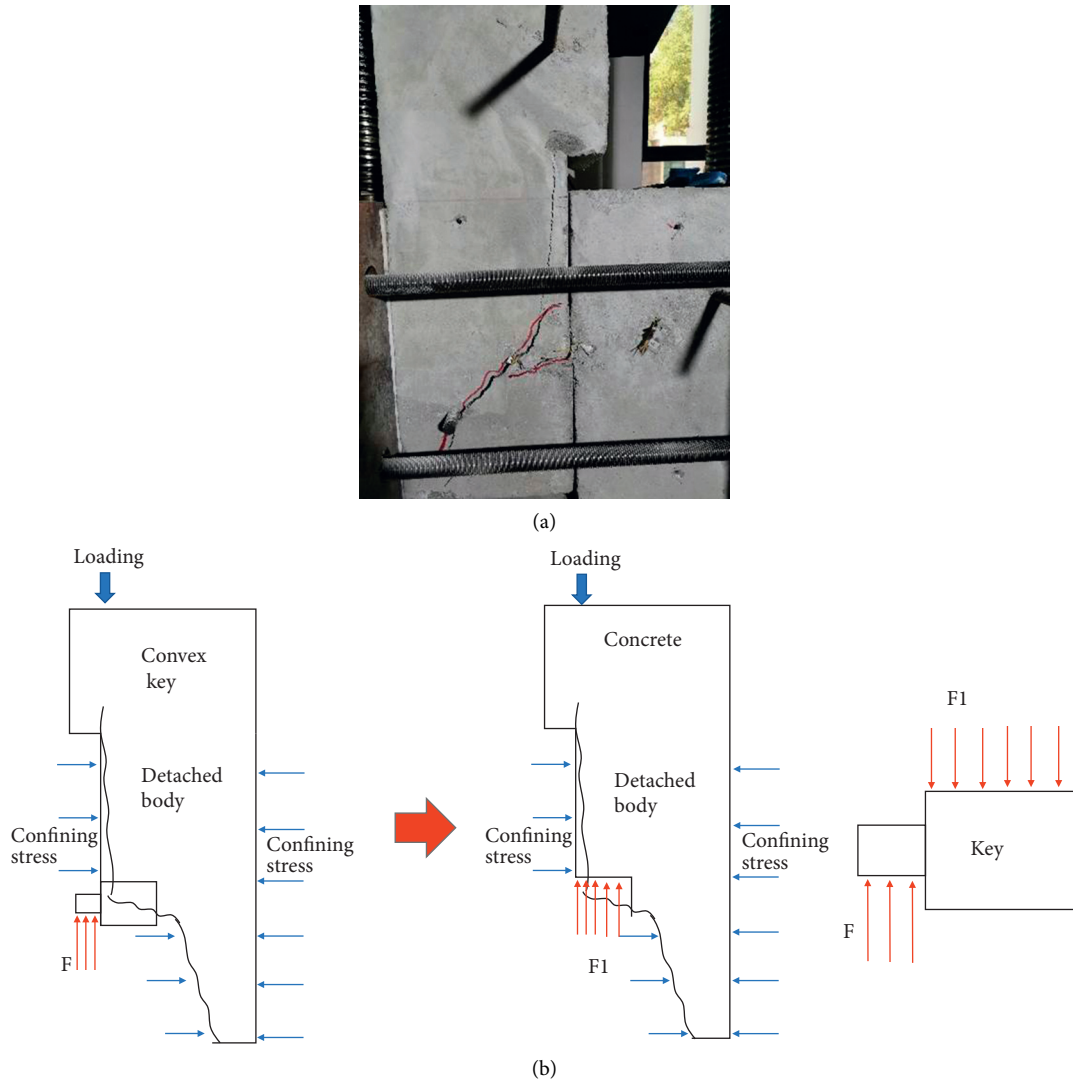 (a)
Loading
Convex
key
Detached
body
Confining
stress
Confining
stress
F
Loading
Concrete
Detached
body
Confining
stress
Confining
stress
F1
F1
Key
F
(b)